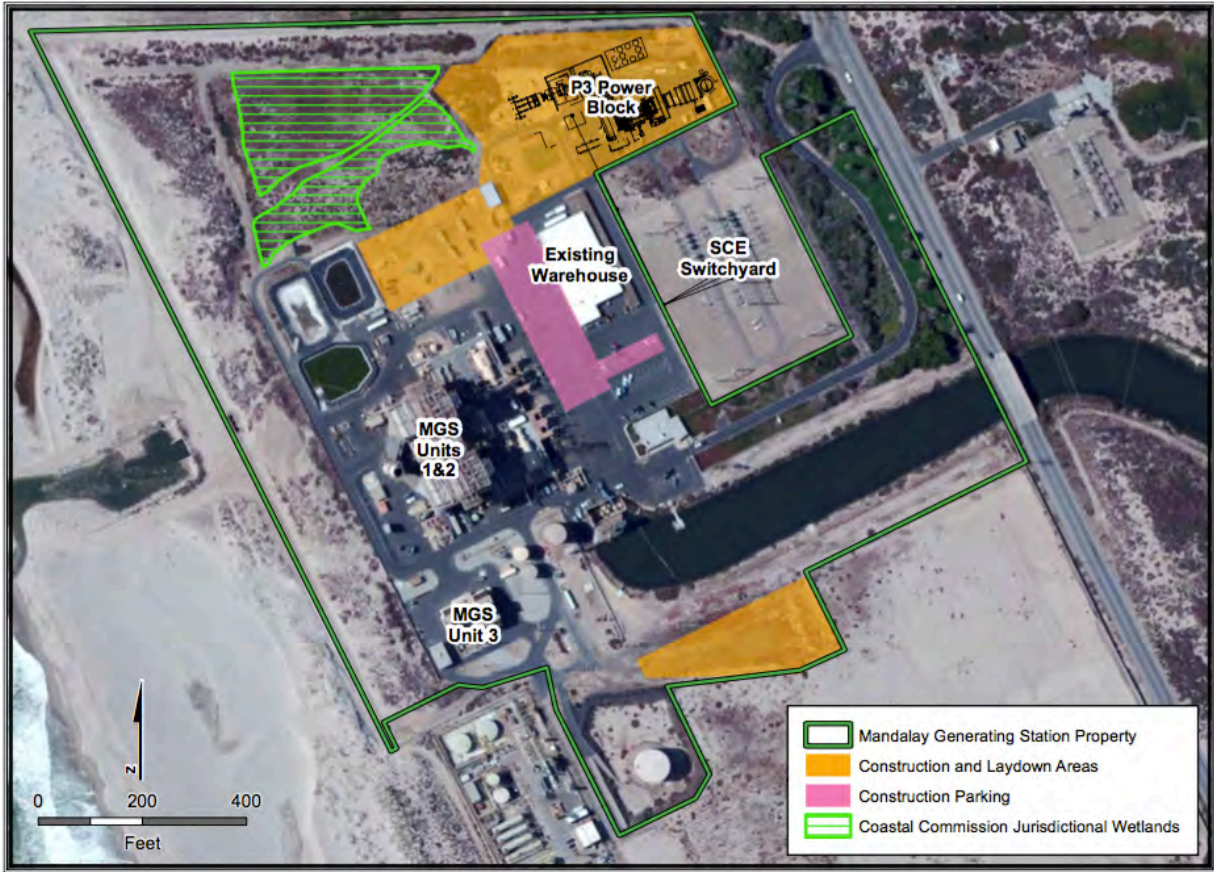 P3 Power
Block
Existing
Warehouse
SCE
Switchyard
MGS
Units
1&2
MGS
Unit 3
N
0 200 400
Feet
Mandalay Generating Station Property
Construction and Laydown Areas
Construction Parking
Coastal Commission Jurisdictional Wetlands